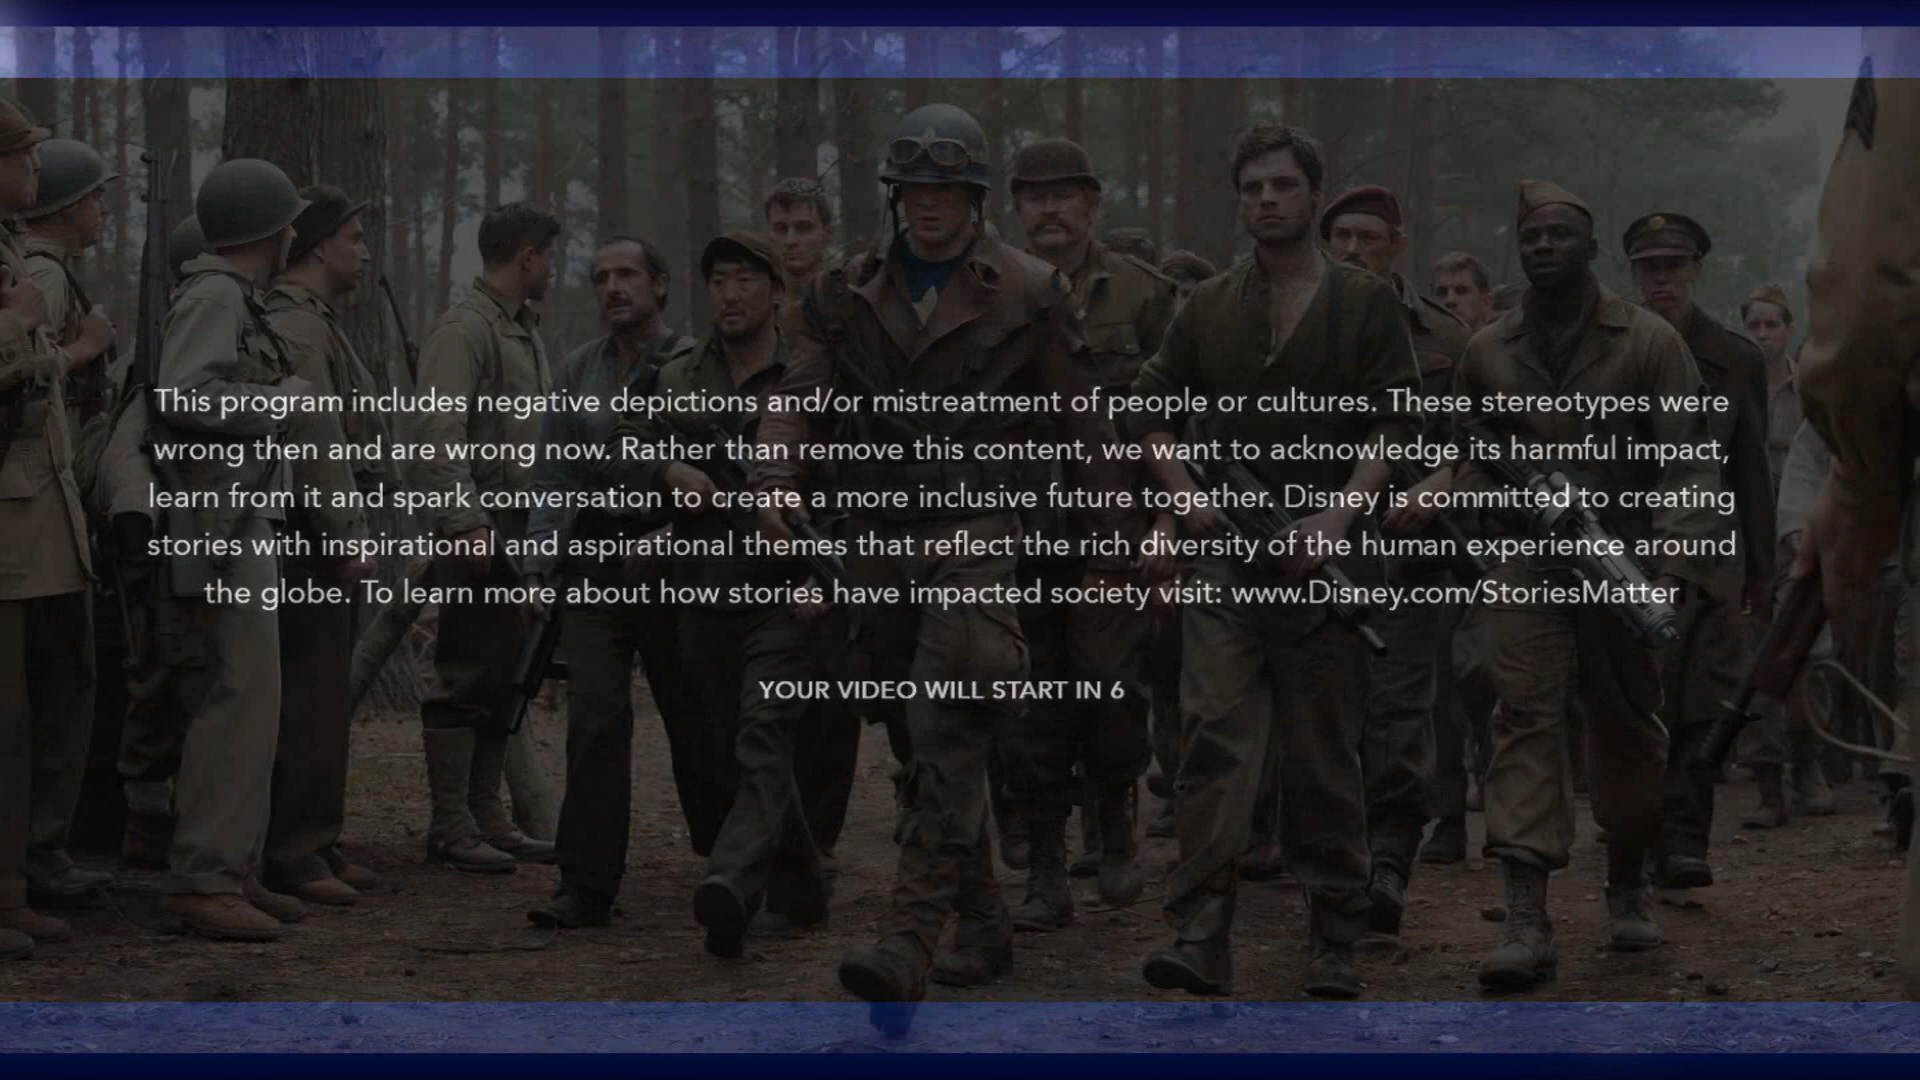 This program includes negative depictions and/or mistreatment of people or cultures. These stereotypes were
wrong then and are wrong now. Rather than remove this content, we want to acknowledge its harmful impact,
learn from it and spark conversation to create a more inclusive future together. Disney is committed to creating
stories with inspirational and aspirational themes that reflect the rich diversity of the human experience around
the globe. To learn more about how stories have impacted society visit: www.Disney.com/StoriesMatter
YOUR VIDEO WILL START IN 6